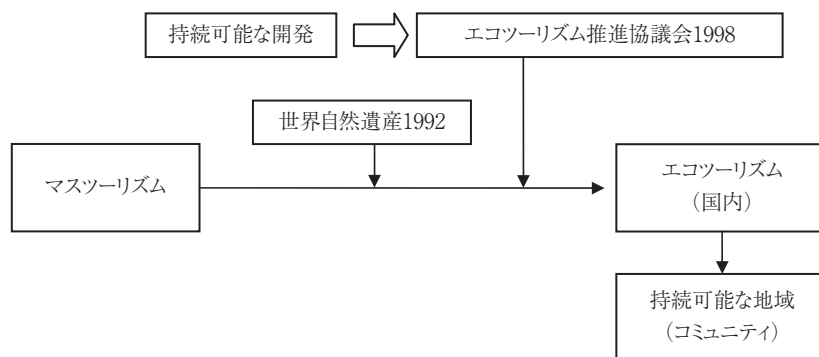 持続可能な開発
エコツーリズム推進協議会1998
世界自然遺産1992
マスツーリズム
エコツーリズム
（国内）
持続可能な地域
（コミュニティ）